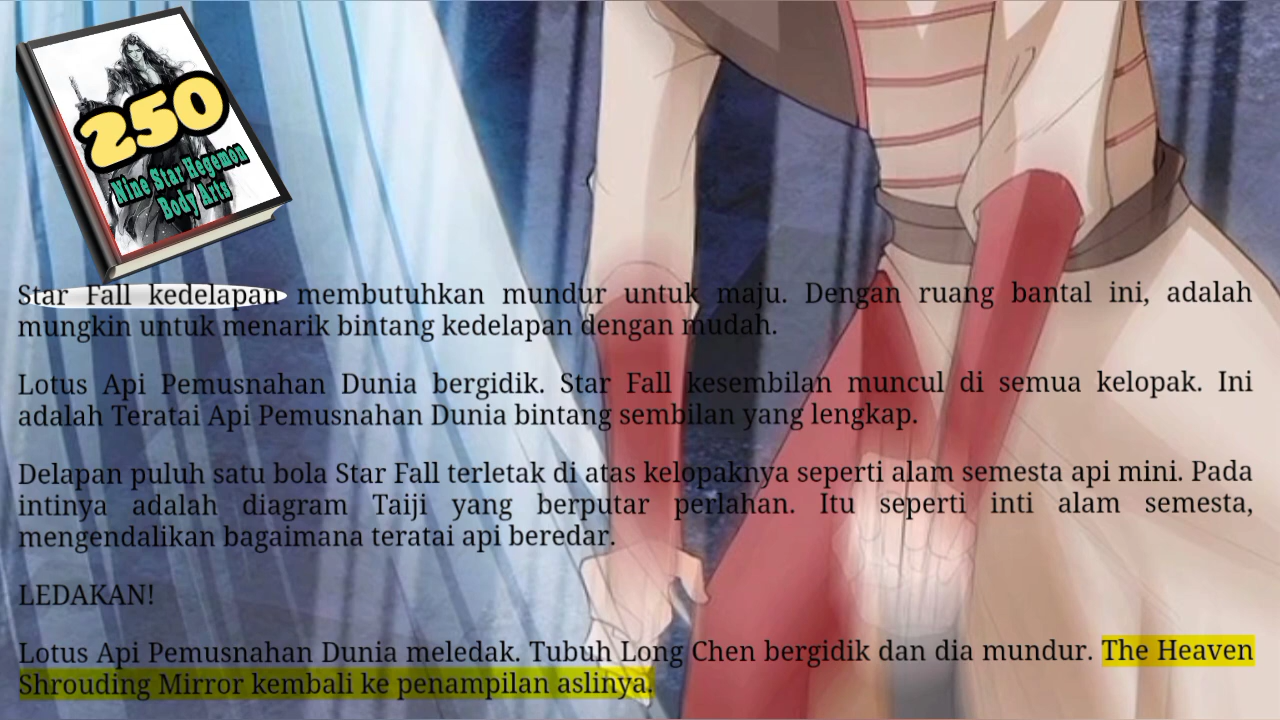 250
Nine Star Hegemon
Body Arts
Star Fall kedelapan membutuhkan mundur untuk maju. Dengan ruang bantal ini, adalah
mungkin untuk menarik bintang kedelapan dengan mudah.
Lotus Api Pemusnahan Dunia bergidik. Star Fall kesembilan muncul di semua kelopak. Ini
adalah Teratai Api Pemusnahan Dunia bintang sembilan yang lengkap.
Delapan puluh satu bola Star Fall terletak di atas kelopaknya seperti alam semesta api mini. Pada
intinya adalah diagram Taiji yang berputar perlahan. Itu seperti inti alam semesta,
mengendalikan bagaimana teratai api beredar.
LEDAKAN!
Lotus Api Pemusnahan Dunia meledak. Tubuh Long Chen bergidik dan dia mundur. The Heaven
Shrouding Mirror kembali ke penampilan aslinya.